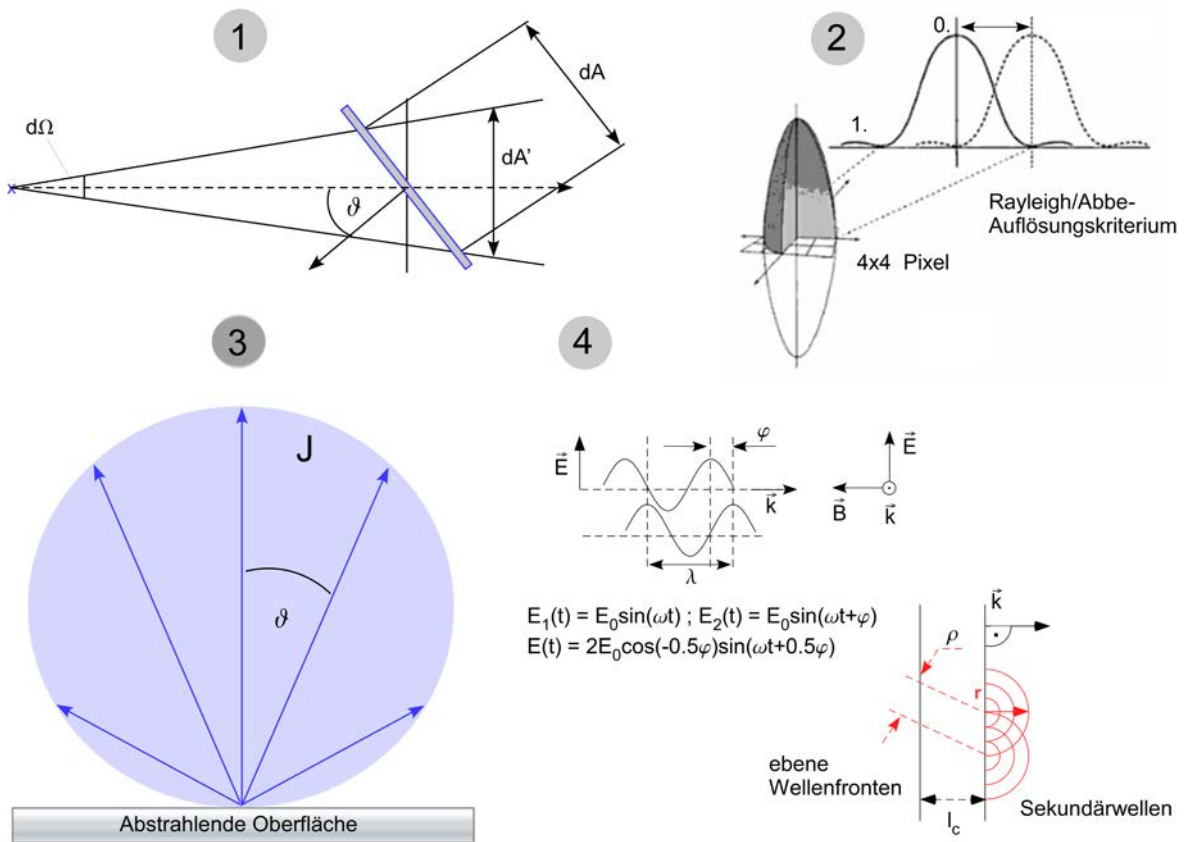 1
dΩ
dA
dA'
ϑ
x
2
0.
1.
Rayleigh/Abbe-
Auflösungskriterium
4x4 Pixel
3
J
ϑ
Abstrahlende Oberfläche
4
φ
E⃗
k⃗
λ
E⃗
B⃗
k⃗
E₁(t) = E₀sin(ωt) ; E₂(t) = E₀sin(ωt+φ)
E(t) = 2E₀cos(-0.5φ)sin(ωt+0.5φ)
k⃗
ρ
r
ebene
Wellenfronten
l_c
Sekundärwellen